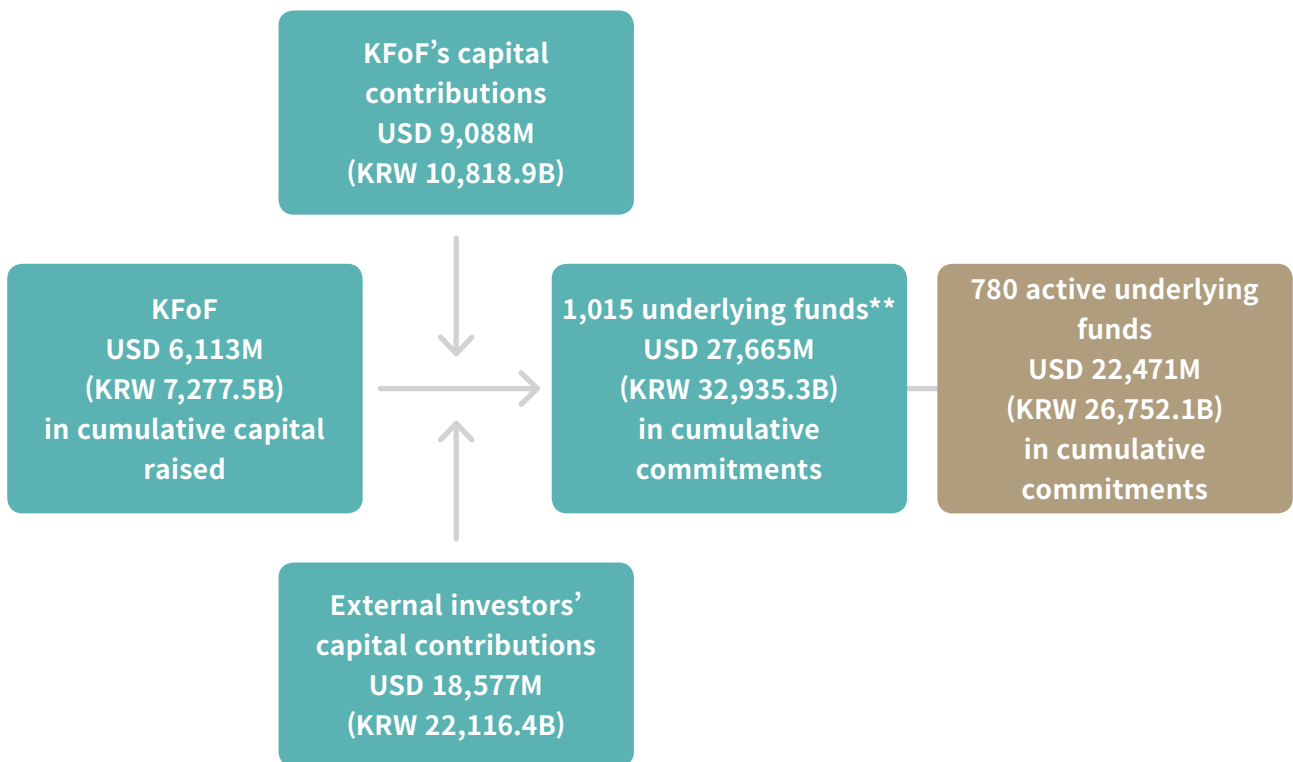 KFoF’s capital
contributions
USD 9,088M
(KRW 10,818.9B)
KFoF
USD 6,113M
(KRW 7,277.5B)
in cumulative capital
raised
1,015 underlying funds**
USD 27,665M
(KRW 32,935.3B)
in cumulative
commitments
780 active underlying
funds
USD 22,471M
(KRW 26,752.1B)
in cumulative
commitments
External investors’
capital contributions
USD 18,577M
(KRW 22,116.4B)